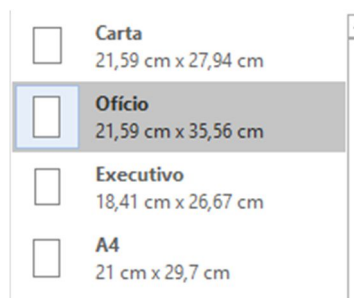 Carta
21,59 cm x 27,94 cm
Ofício
21,59 cm x 35,56 cm
Executivo
18,41 cm x 26,67 cm
A4
21 cm x 29,7 cm